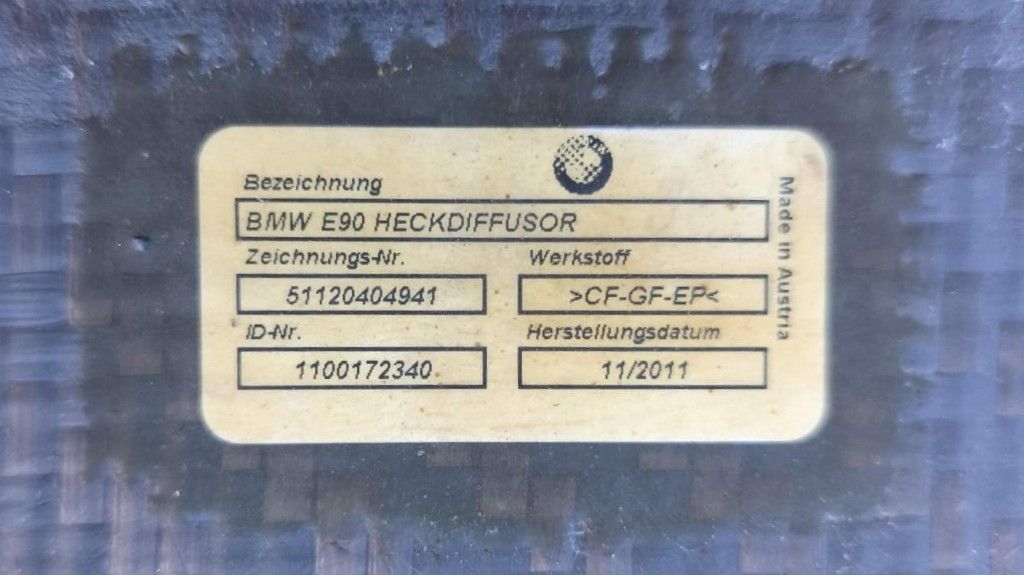 Bezeichnung
BMW E90 HECKDIFFUSOR
Zeichnungs-Nr.
51120404941
Werkstoff
>CF-GF-EP<
ID-Nr.
1100172340
Herstellungsdatum
11/2011
Made in Austria